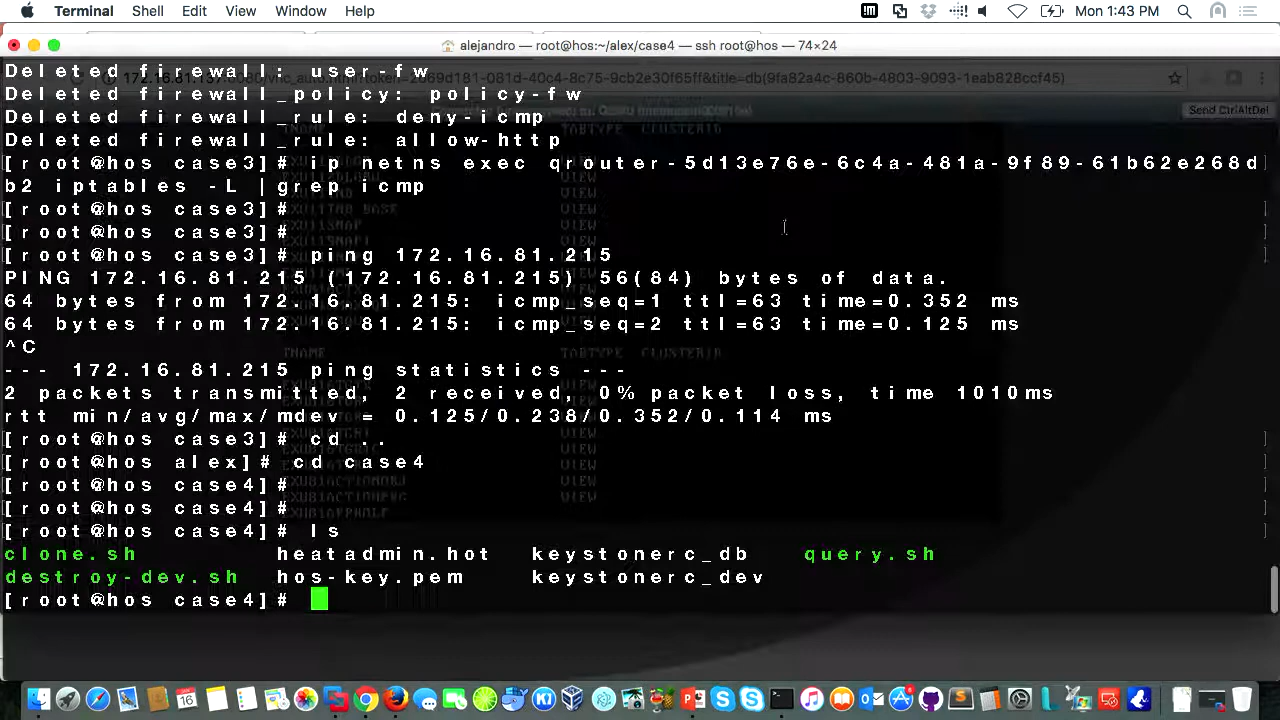 Terminal Shell Edit View Window Help Mon 1:43 PM
alejandro — root@hos:~/alex/case4 — ssh root@hos — 74×24
Deleted firewall: user-fw
Deleted firewall_policy: policy-fw
Send CtrlAltDel
Deleted firewall_rule: deny-icmp
TNAME TABTYPE CLUSTERID
Deleted firewall_rule: allow-http
[root@hos case3]# ip netns exec qrouter-5d13e76e-6c4a-481a-9f89-61b62e268d
b2 iptables -L |grep icmp
[root@hos case3]#
[root@hos case3]#
[root@hos case3]# ping 172.16.81.215
PING 172.16.81.215 (172.16.81.215) 56(84) bytes of data.
64 bytes from 172.16.81.215: icmp_seq=1 ttl=63 time=0.352 ms
64 bytes from 172.16.81.215: icmp_seq=2 ttl=63 time=0.125 ms
^C
TNAME TABTYPE CLUSTERID
--- 172.16.81.215 ping statistics ---
2 packets transmitted, 2 received, 0% packet loss, time 1010ms
rtt min/avg/max/mdev = 0.125/0.238/0.352/0.114 ms
[root@hos case3]# cd ..
[root@hos alex]# cd case4
[root@hos case4]#
[root@hos case4]#
[root@hos case4]# ls
clone.sh heatadmin.hot keystonerc_db query.sh
destroy-dev.sh hos-key.pem keystonerc_dev
[root@hos case4]#